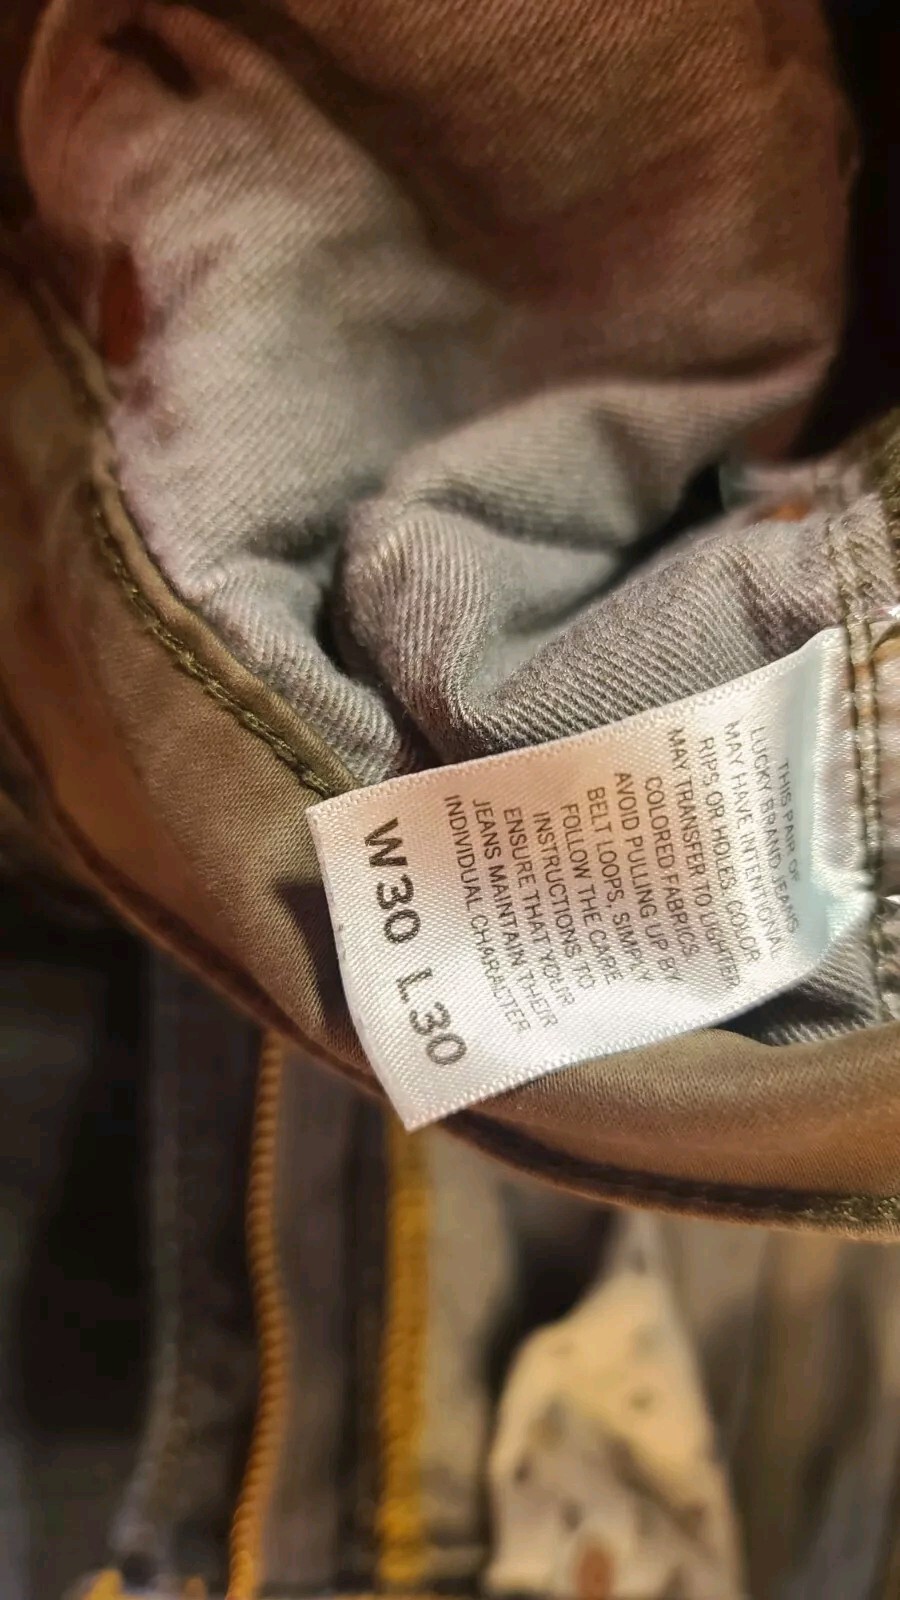 THIS PAIR OF
LUCKY BRAND JEANS
MAY HAVE INTENTIONAL
RIPS OR HOLES. COLOR
MAY TRANSFER TO LIGHTER
COLORED FABRICS.
AVOID PULLING UP BY
BELT LOOPS. SIMPLY
FOLLOW THE CARE
INSTRUCTIONS TO
ENSURE THAT YOUR
JEANS MAINTAIN THEIR
INDIVIDUAL CHARACTER
W30 L30